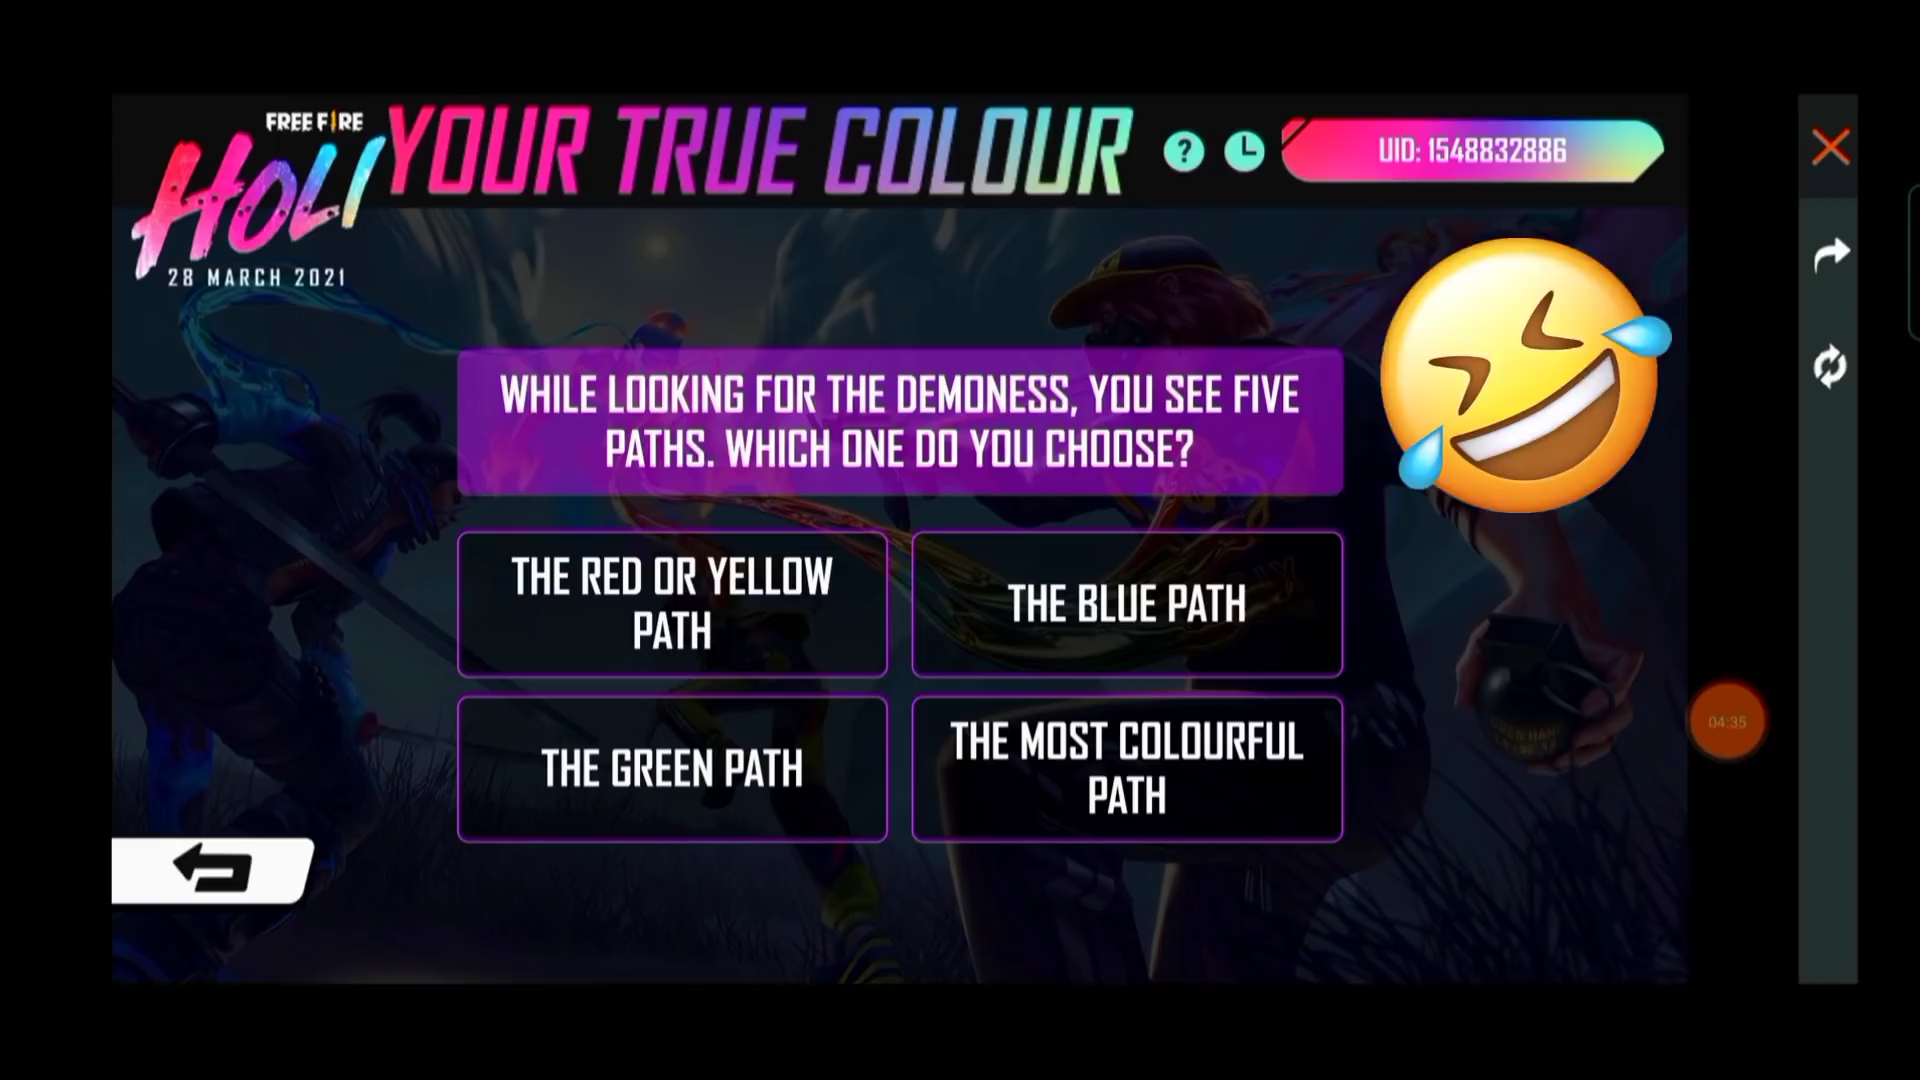 FREE FIRE
HOLI
28 MARCH 2021
YOUR TRUE COLOUR
?
UID: 1548832886
WHILE LOOKING FOR THE DEMONESS, YOU SEE FIVE
PATHS. WHICH ONE DO YOU CHOOSE?
THE RED OR YELLOW
PATH
THE BLUE PATH
THE GREEN PATH
THE MOST COLOURFUL
PATH
04:35